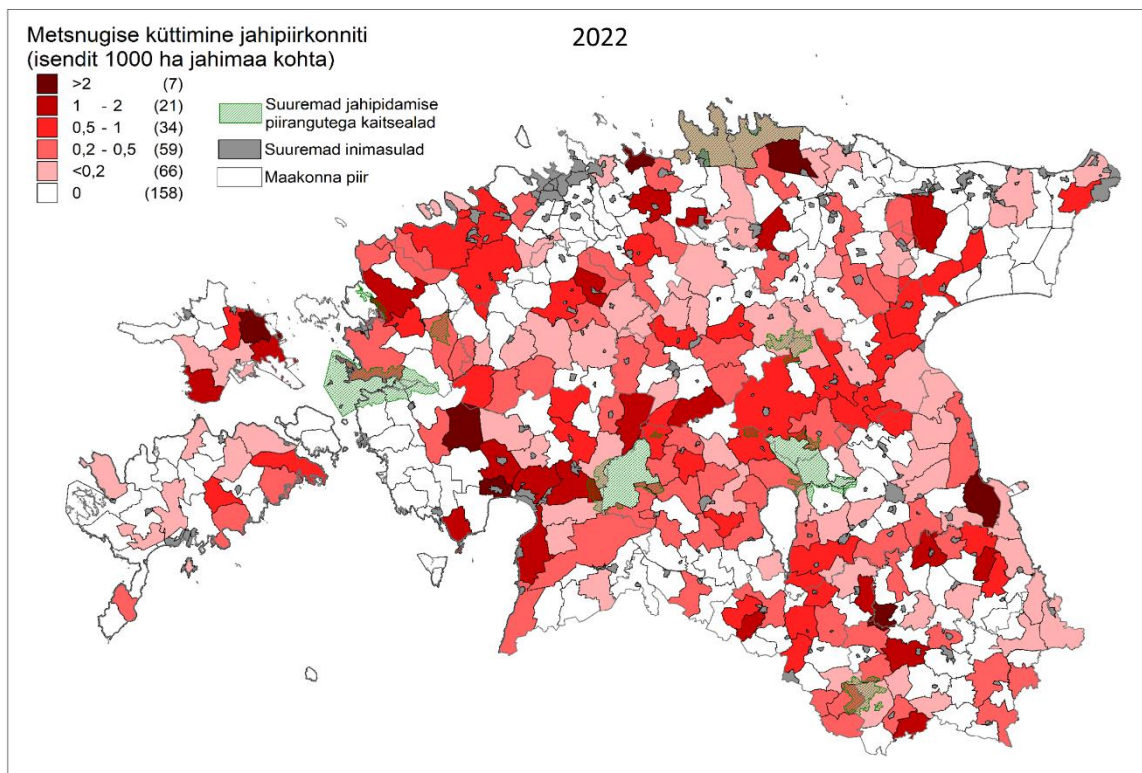 Metsnugise küttimine jahipiirkonniti
(isendit 1000 ha jahimaa kohta)
2022
>2 (7)
1 - 2 (21)
0,5 - 1 (34)
0,2 - 0,5 (59)
<0,2 (66)
0 (158)
Suuremad jahipidamise
piirangutega kaitsealad
Suuremad inimasulad
Maakonna piir